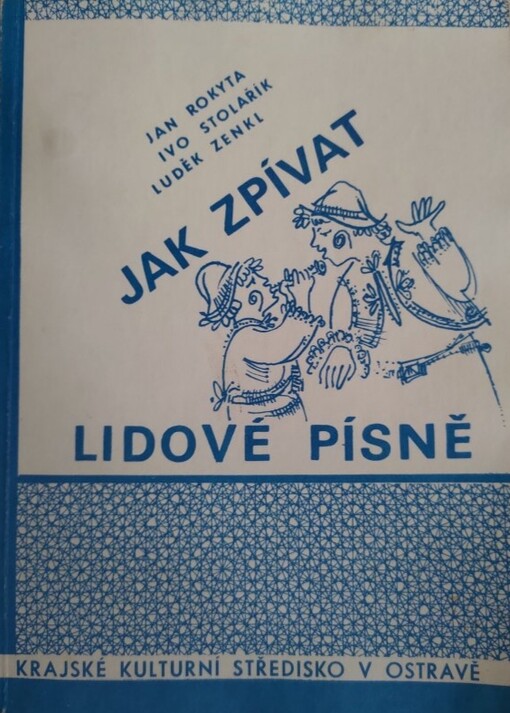 JAN ROKYTA
IVO STOLAŘÍK
LUDĚK ZENKL
JAK ZPÍVAT
LIDOVÉ PÍSNĚ
KRAJSKÉ KULTURNÍ STŘEDISKO V OSTRAVĚ